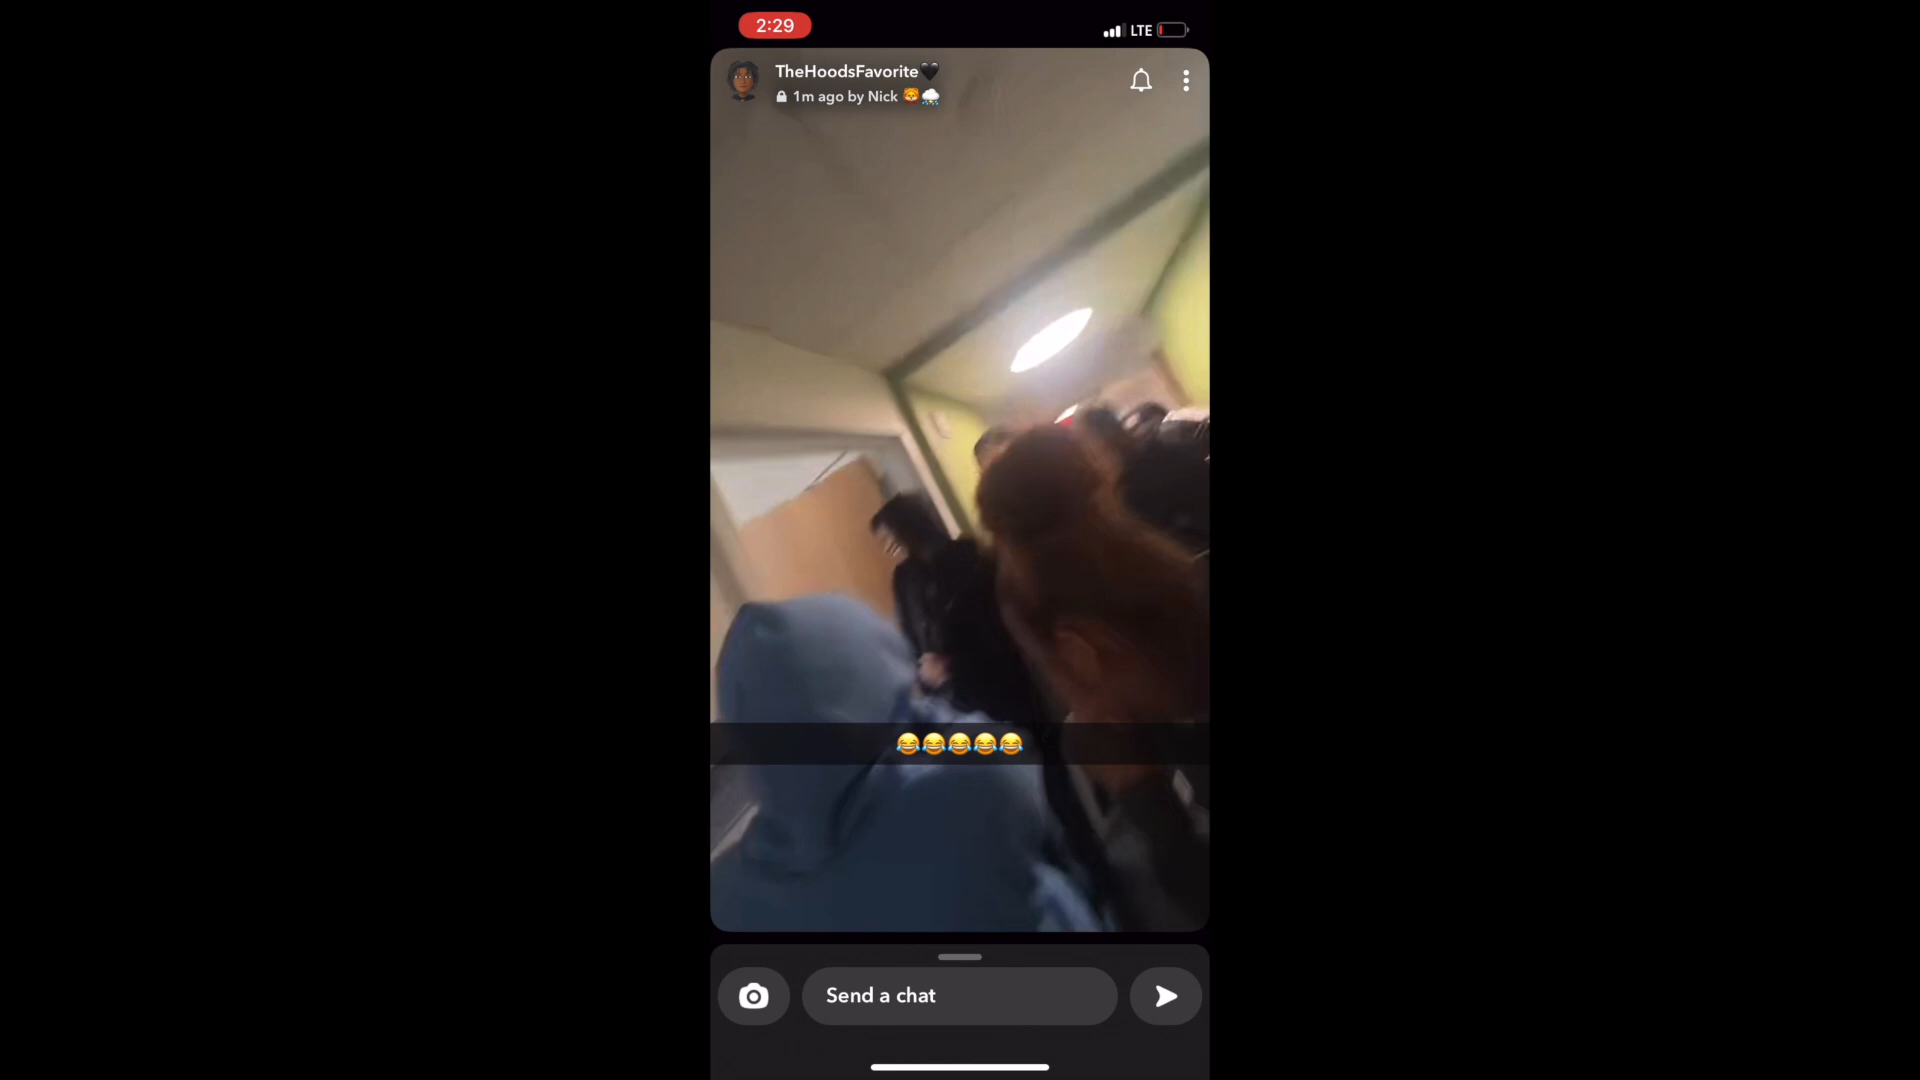 2:29
LTE
TheHoodsFavorite🖤
1m ago by Nick 🦁🌧️
😂😂😂😂😂
Send a chat